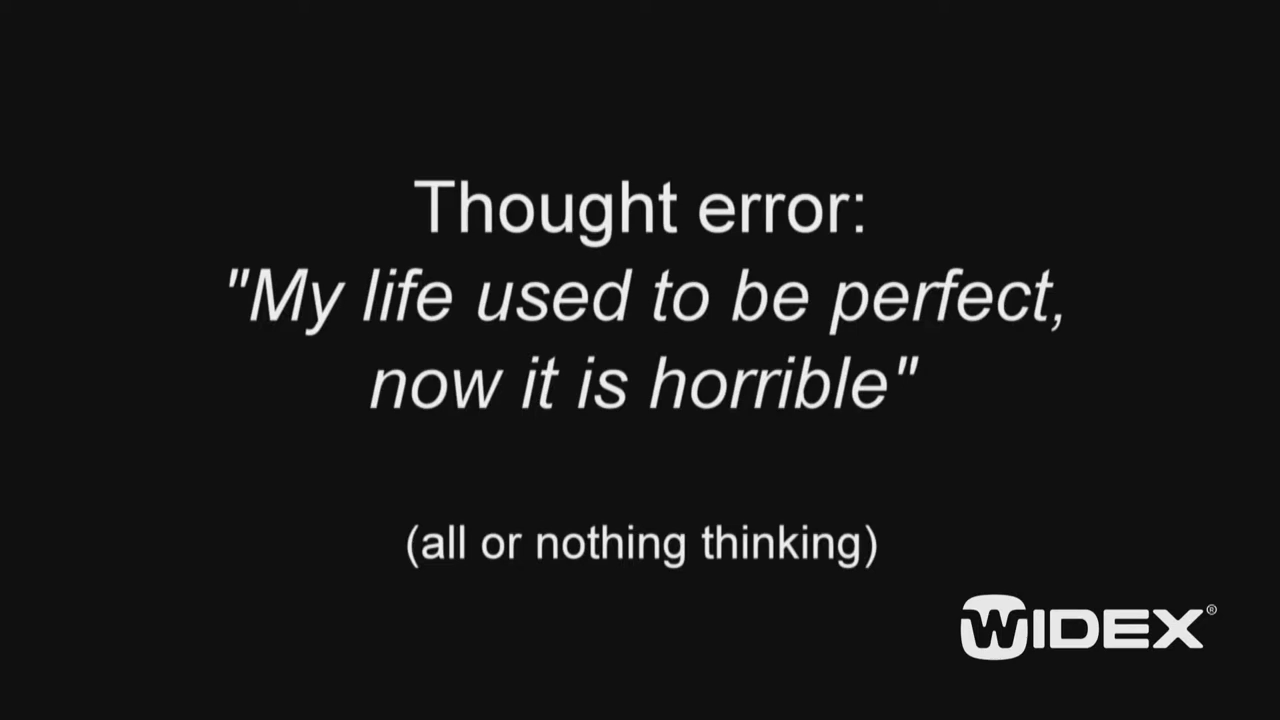 Thought error:
"My life used to be perfect,
now it is horrible"
(all or nothing thinking)
WIDEX®